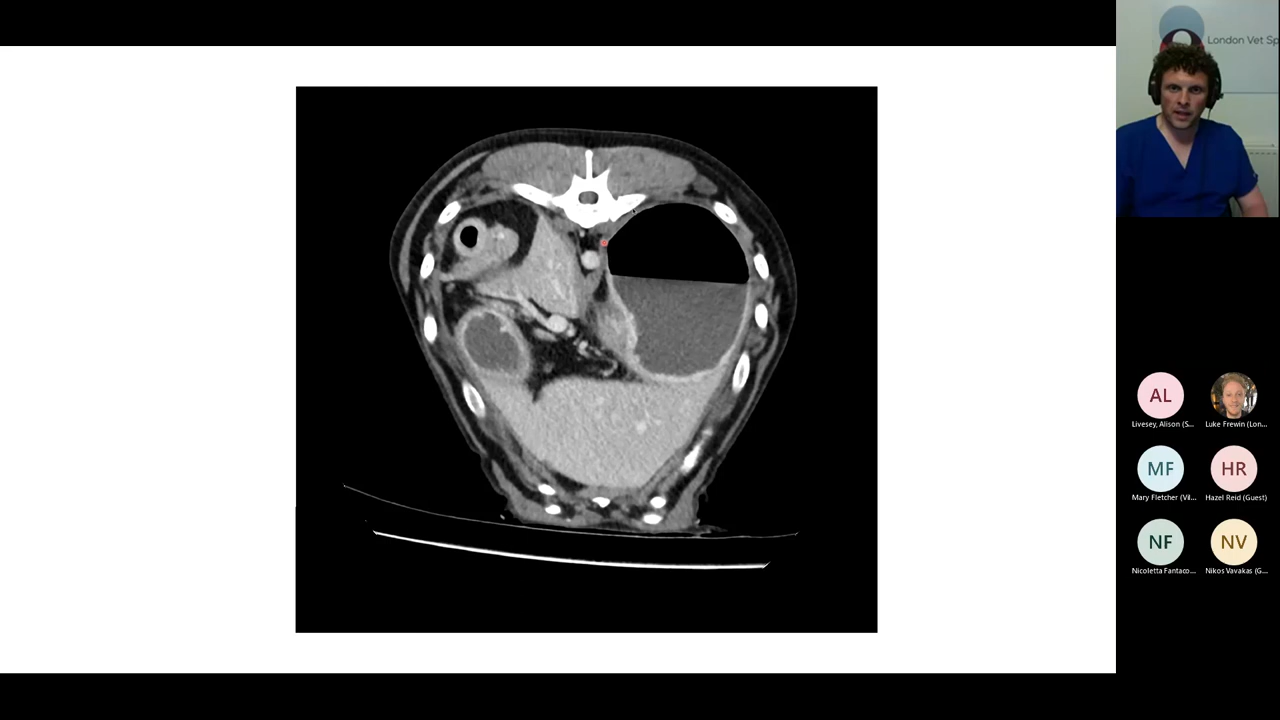 London Vet Sp
AL
Livesey, Alison (S...
Luke Frewin (Lon...
MF
Mary Fletcher (Vil...
HR
Hazel Reid (Guest)
NF
Nicoletta Fantaco...
NV
Nikos Vavakas (G...